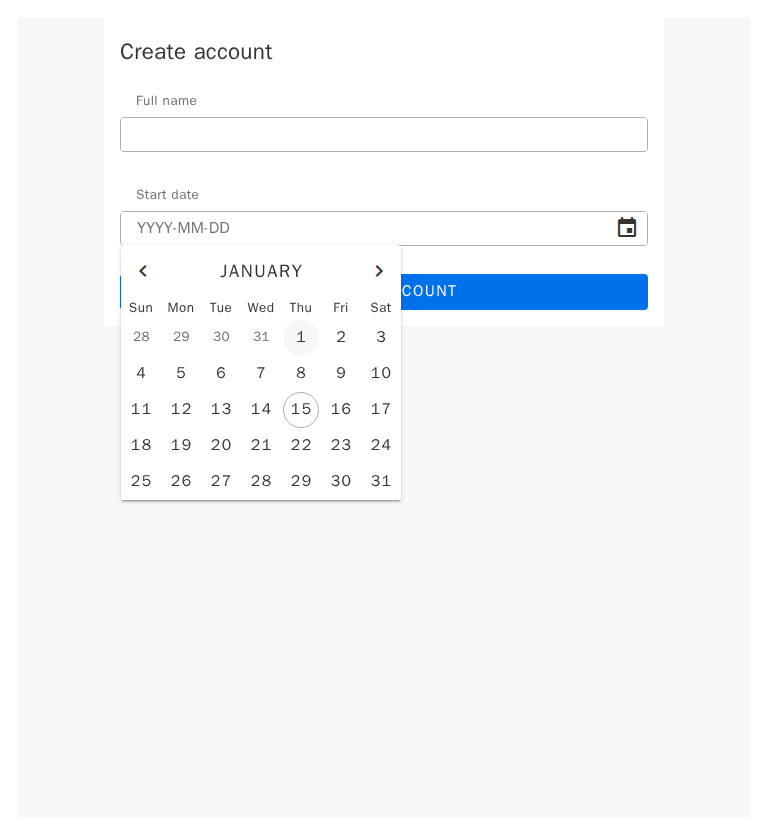 Create account
Full name
Start date
YYYY-MM-DD
JANUARY
COUNT
Sun Mon Tue Wed Thu Fri Sat
28 29 30 31 1 2 3
4 5 6 7 8 9 10
11 12 13 14 15 16 17
18 19 20 21 22 23 24
25 26 27 28 29 30 31